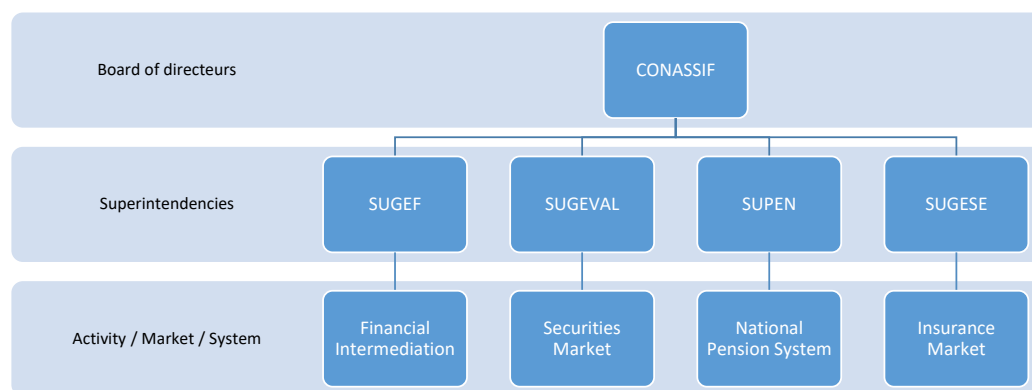 Board of directeurs
CONASSIF
Superintendencies
SUGEF
SUGEVAL
SUPEN
SUGESE
Activity / Market / System
Financial
Intermediation
Securities
Market
National
Pension System
Insurance
Market